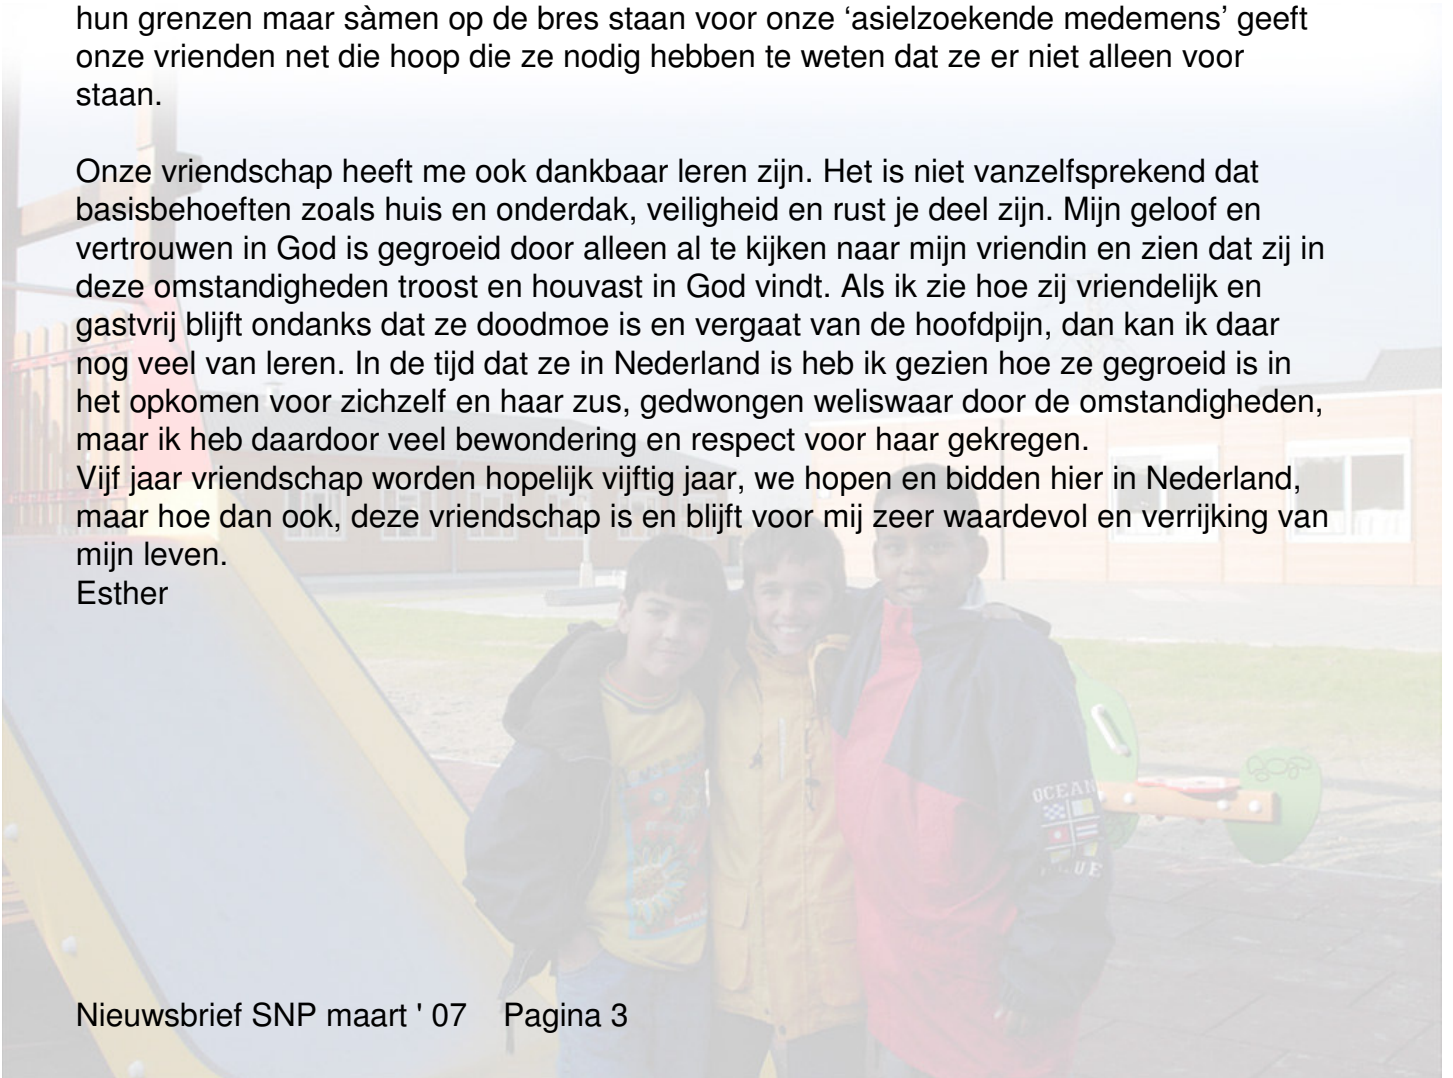 hun grenzen maar sàmen op de bres staan voor onze ‘asielzoekende medemens’ geeft
onze vrienden net die hoop die ze nodig hebben te weten dat ze er niet alleen voor
staan.
Onze vriendschap heeft me ook dankbaar leren zijn. Het is niet vanzelfsprekend dat
basisbehoeften zoals huis en onderdak, veiligheid en rust je deel zijn. Mijn geloof en
vertrouwen in God is gegroeid door alleen al te kijken naar mijn vriendin en zien dat zij in
deze omstandigheden troost en houvast in God vindt. Als ik zie hoe zij vriendelijk en
gastvrij blijft ondanks dat ze doodmoe is en vergaat van de hoofdpijn, dan kan ik daar
nog veel van leren. In de tijd dat ze in Nederland is heb ik gezien hoe ze gegroeid is in
het opkomen voor zichzelf en haar zus, gedwongen weliswaar door de omstandigheden,
maar ik heb daardoor veel bewondering en respect voor haar gekregen.
Vijf jaar vriendschap worden hopelijk vijftig jaar, we hopen en bidden hier in Nederland,
maar hoe dan ook, deze vriendschap is en blijft voor mij zeer waardevol en verrijking van
mijn leven.
Esther
OCEAN
Nieuwsbrief SNP maart ' 07 Pagina 3